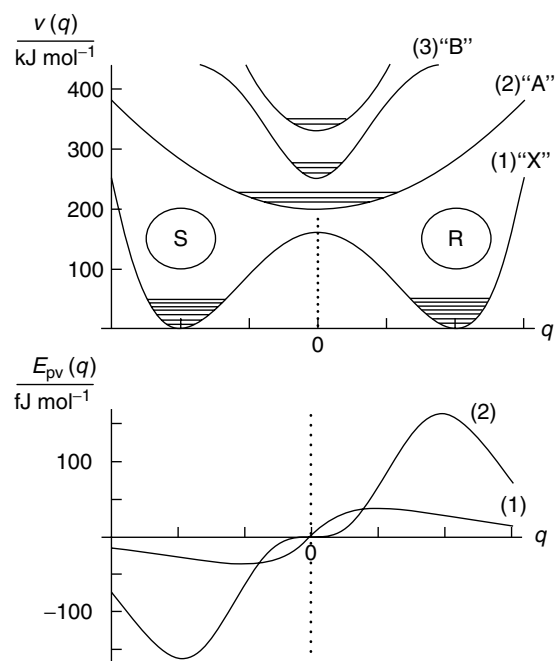 v (q)
kJ mol−1
(3) “B”
(2) “A”
(1) “X”
400
300
200
100
S
R
0
q
Epv (q)
fJ mol−1
(2)
(1)
100
0
q
−100